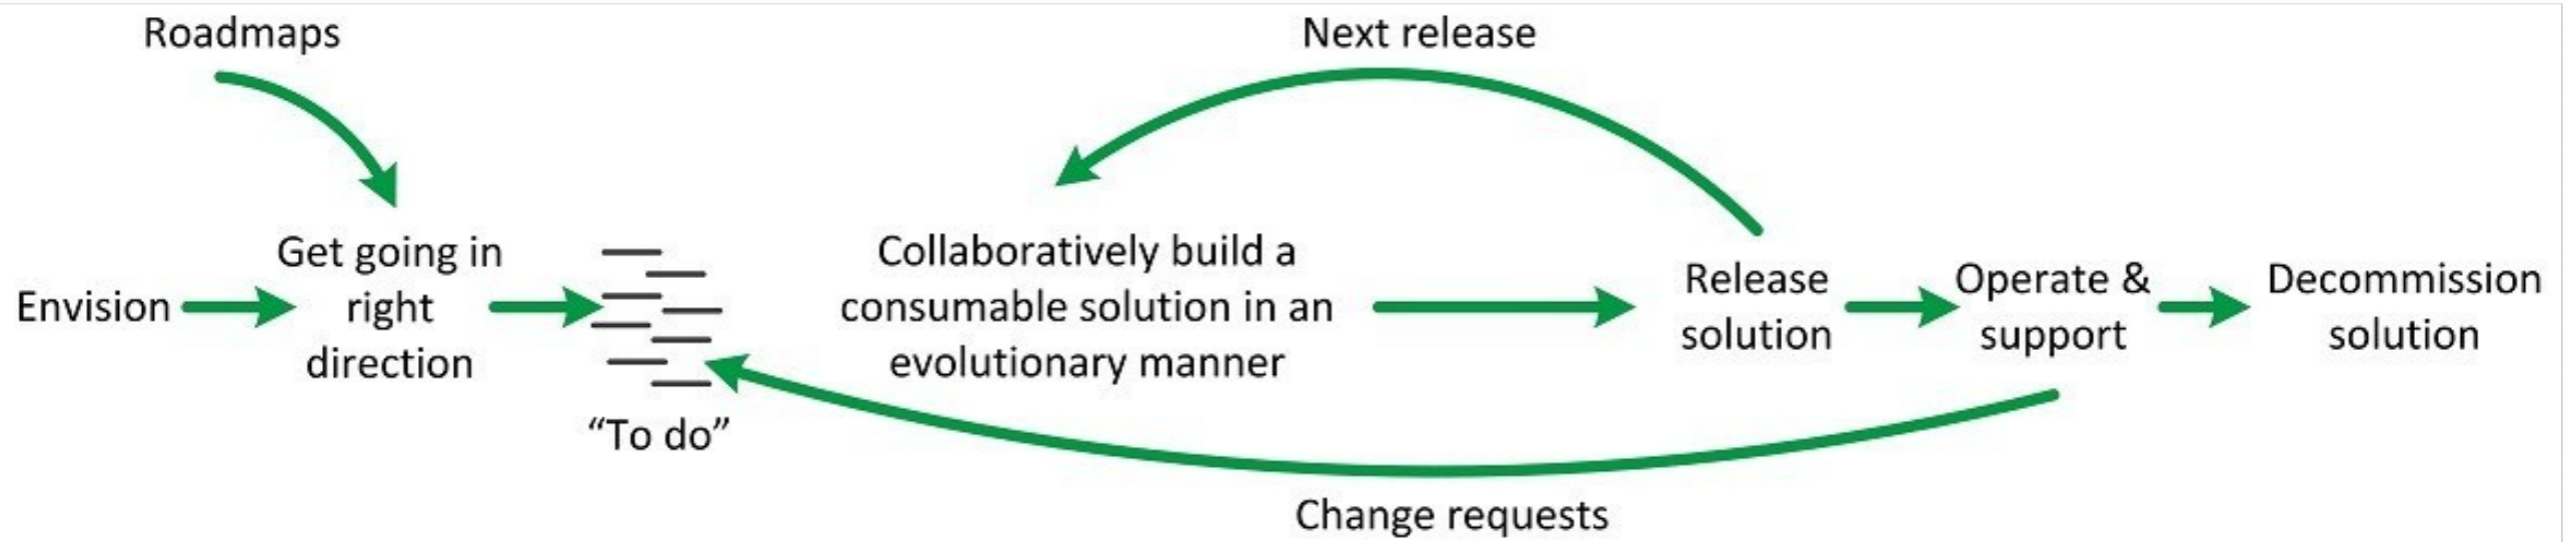 Roadmaps
Next release
Envision
Get going in
right
direction
“To do”
Collaboratively build a
consumable solution in an
evolutionary manner
Release
solution
Operate &
support
Decommission
solution
Change requests